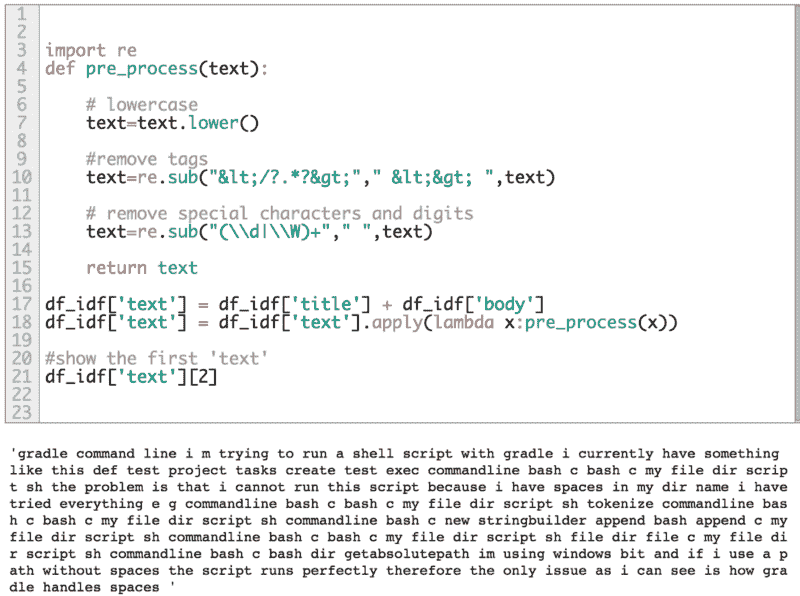 1
2
3 import re
4 def pre_process(text):
5
6     # lowercase
7     text=text.lower()
8
9     #remove tags
10     text=re.sub("&lt;/?.*?&gt;"," &lt;&gt; ",text)
11
12     # remove special characters and digits
13     text=re.sub("(\\d|\\W)+"," ",text)
14
15     return text
16
17 df_idf['text'] = df_idf['title'] + df_idf['body']
18 df_idf['text'] = df_idf['text'].apply(lambda x:pre_process(x))
19
20 #show the first 'text'
21 df_idf['text'][2]
22
23
'gradle command line i m trying to run a shell script with gradle i currently have something
like this def test project tasks create test exec commandline bash c bash c my file dir scrip
t sh the problem is that i cannot run this script because i have spaces in my dir name i have
tried everything e g commandline bash c bash c my file dir script sh tokenize commandline bas
h c bash c my file dir script sh commandline bash c new stringbuilder append bash append c my
file dir script sh commandline bash c bash c my file dir script sh file dir file c my file di
r script sh commandline bash c bash dir getabsolutepath im using windows bit and if i use a p
ath without spaces the script runs perfectly therefore the only issue as i can see is how gra
dle handles spaces '